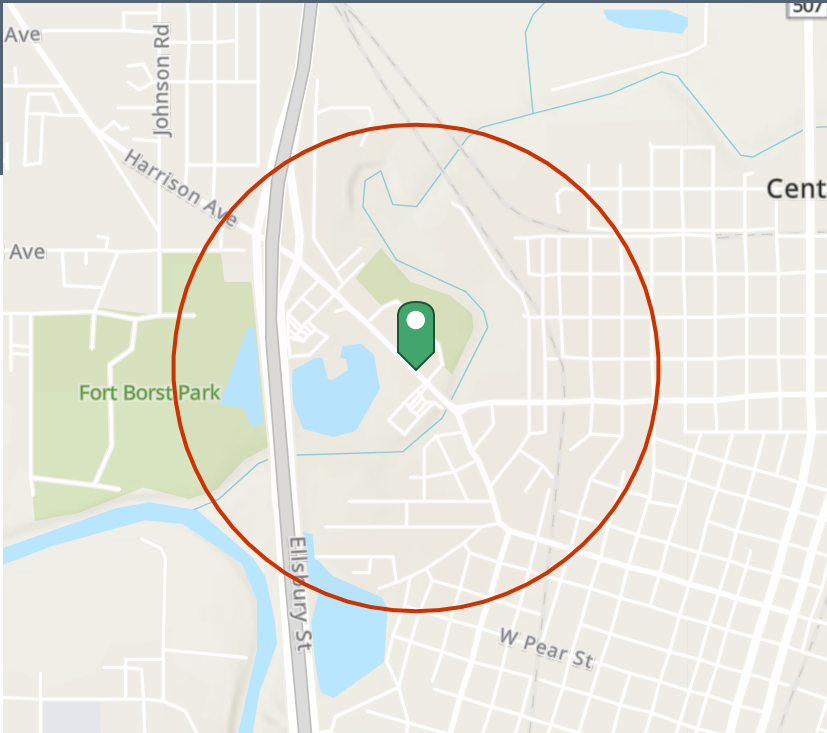 507
Ave
Johnson Rd
Harrison Ave
Cent
Ave
Fort Borst Park
Ellsbury St
W Pear St